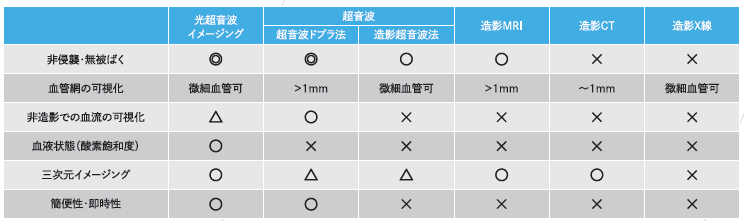 光超音波
イメージング
超音波
超音波ドプラ法
造影超音波法
造影MRI
造影CT
造影X線
非侵襲・無被ばく ◎ ◎ ○ ○ × ×
血管網の可視化 微細血管可 >1mm 微細血管可 >1mm ～1mm 微細血管可
非造影での血流の可視化 △ ○ × × × ×
血液状態（酸素飽和度） ○ × × × × ×
三次元イメージング ○ △ △ ○ ○ ×
簡便性・即時性 ○ ○ × × × ×